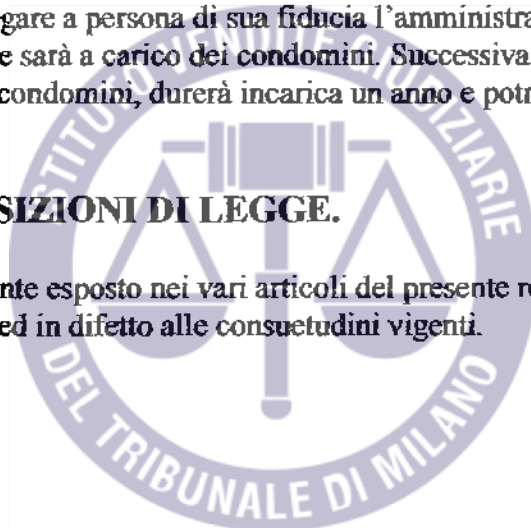 gare a persona di sua fiducia l'amministra
e sarà a carico dei condomini. Successiva
condomini, durerà incarica un anno e potr
SIZIONI DI LEGGE.
nte esposto nei vari articoli del presente r
ed in difetto alle consuetudini vigenti.
ISTITUTO VENDITE GIUDIZIARIE
DEL TRIBUNALE DI MILANO